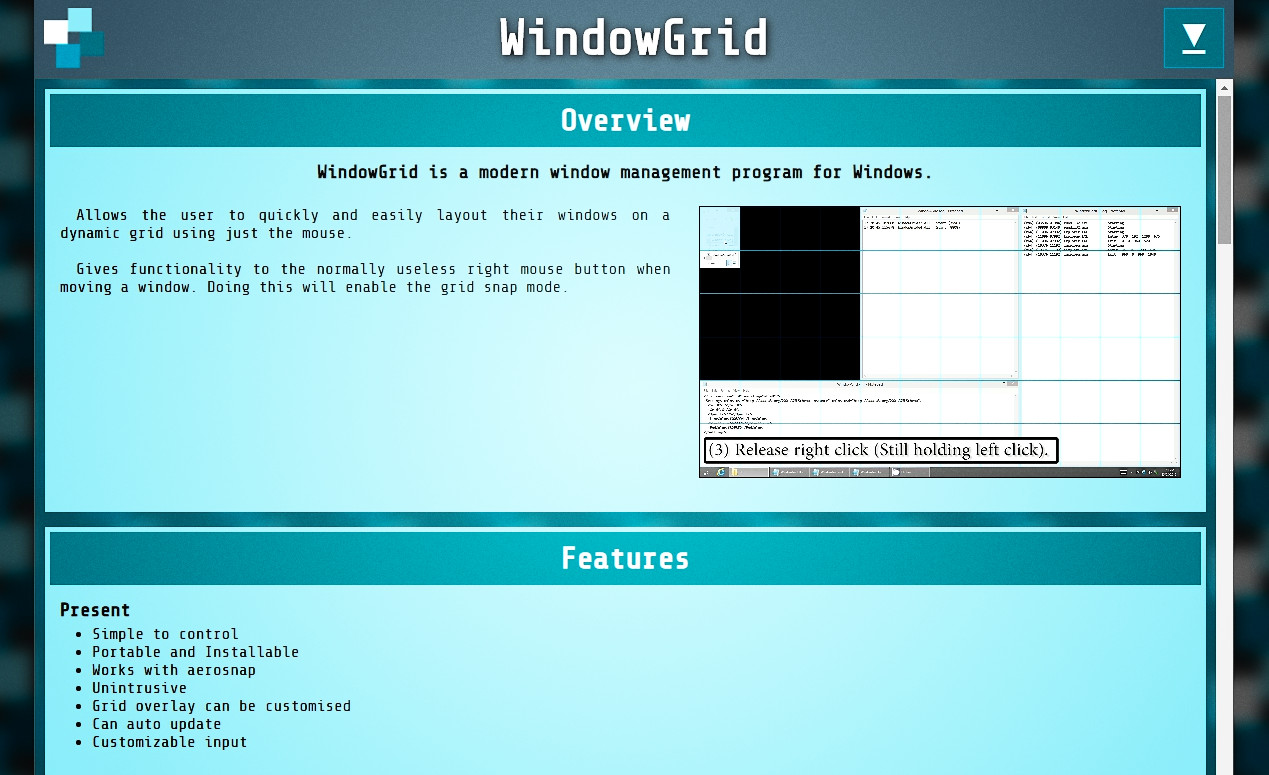 WindowGrid
Overview
WindowGrid is a modern window management program for Windows.
Allows the user to quickly and easily layout their windows on a
dynamic grid using just the mouse.
Gives functionality to the normally useless right mouse button when
moving a window. Doing this will enable the grid snap mode.
(3) Release right click (Still holding left click).
Features
Present
• Simple to control
• Portable and Installable
• Works with aerosnap
• Unintrusive
• Grid overlay can be customised
• Can auto update
• Customizable input